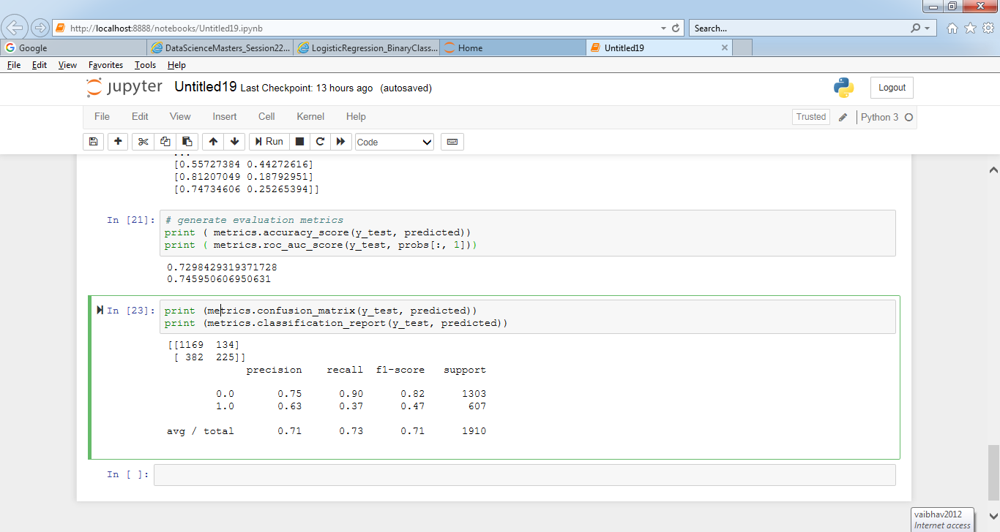 http://localhost:8888/notebooks/Untitled19.ipynb
Search...
Google
DataScienceMasters_Session22...
LogisticRegression_BinaryClass...
Home
Untitled19
File Edit View Favorites Tools Help
jupyter Untitled19 Last Checkpoint: 13 hours ago (autosaved)
Logout
File Edit View Insert Cell Kernel Help
Trusted
Python 3
Run
Code
[0.55727384 0.44272616]
[0.81207049 0.18792951]
[0.74734606 0.25265394]]
In [21]: # generate evaluation metrics
print ( metrics.accuracy_score(y_test, predicted))
print ( metrics.roc_auc_score(y_test, probs[:, 1]))
0.7298429319371728
0.745950606950631
In [23]: print (metrics.confusion_matrix(y_test, predicted))
print (metrics.classification_report(y_test, predicted))
[[1169 134]
[ 382 225]]
precision recall f1-score support
0.0 0.75 0.90 0.82 1303
1.0 0.63 0.37 0.47 607
avg / total 0.71 0.73 0.71 1910
In [ ]:
vaibhav2012
Internet access